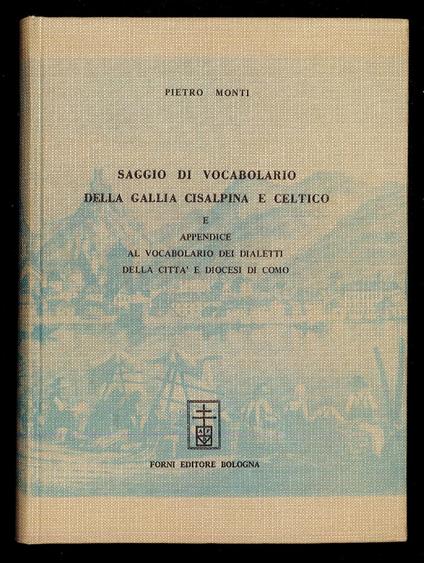 PIETRO MONTI
SAGGIO DI VOCABOLARIO
DELLA GALLIA CISALPINA E CELTICO
E
APPENDICE
AL VOCABOLARIO DEI DIALETTI
DELLA CITTA' E DIOCESI DI COMO
A F
FORNI EDITORE BOLOGNA